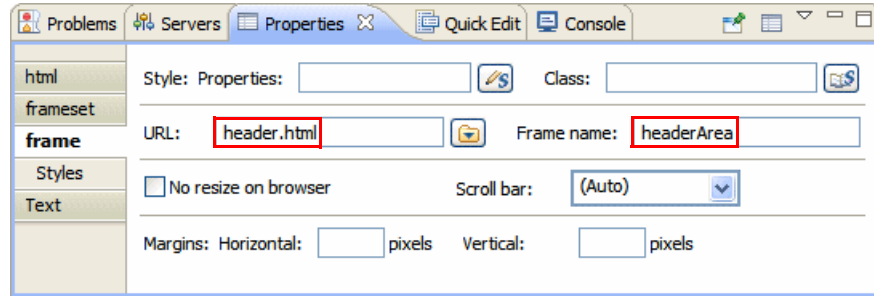 Problems Servers Properties Quick Edit Console
html
Style: Properties: Class:
frameset
frame
URL: header.html Frame name: headerArea
Styles
No resize on browser Scroll bar: (Auto)
Text
Margins: Horizontal: pixels Vertical: pixels